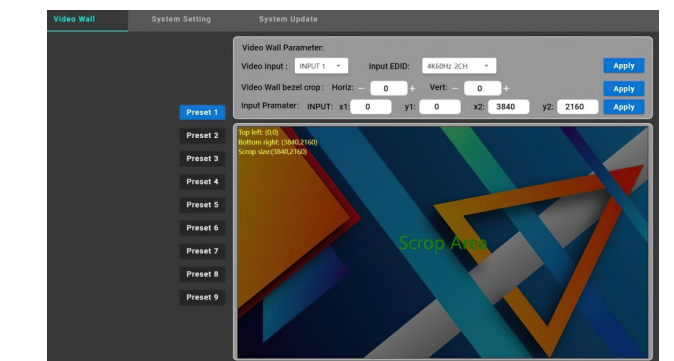 Video Wall System Setting System Update
Video Wall Parameter:
Video Input : INPUT 1 Input EDID: 4K60Hz 2CH Apply
Video Wall bezel crop: Horiz: − 0 + Vert: − 0 + Apply
Input Pramater: INPUT: x1: 0 y1: 0 x2: 3840 y2: 2160 Apply
Preset 1
Preset 2
Preset 3
Preset 4
Preset 5
Preset 6
Preset 7
Preset 8
Preset 9
Top left: (0,0)
Bottom right: (3840,2160)
Scrop size:(3840,2160)
Scrop Area